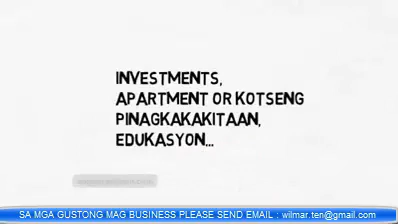 INVESTMENTS,
APARTMENT OR KOTSENG
PINAGKAKAKITAAN,
EDUKASYON...
SA MGA GUSTONG MAG BUSINESS PLEASE SEND EMAIL : wilmar.ten@gmail.com